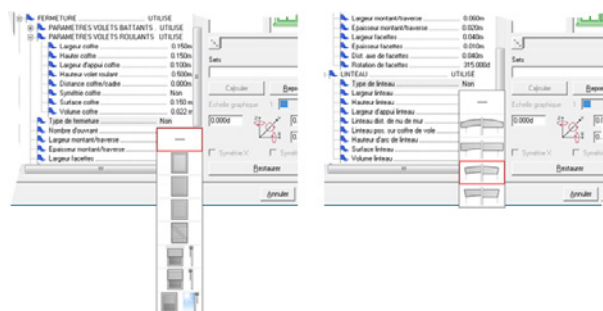 FERMETURE UTILISE
PARAMETRES VOLETS BATTANTS UTILISE
PARAMETRES VOLETS ROULANTS UTILISE
Largeur coffre 0.150m
Hauter coffre 0.150m
Largeur d'appui coffre 0.100m
Hauteur volet roulant 0.500m
Distance coffre/cadre 0.000m
Symétrie coffre Non
Surface coffre 0.150 m
Volume coffre 0.022 m
Type de fermeture Non
Nombre d'ouvrant
Largeur montant/traverse
Epaisseur montant/traverse
Largeur facettes
Sets
Calculer
Echelle graphique 1
0.000d
Symétrie X
Restaurer
Annuler
Largeur montant/traverse 0.060m
Epaisseur montant/traverse 0.020m
Largeur facettes 0.040m
Epaisseur facettes 0.010m
Dist. axe de facettes 0.040m
Rotation de facettes 315.000d
LINTEAU UTILISE
Type de linteau Non
Largeur linteau
Hauteur linteau
Largeur d'appui linteau
Linteau dist. de nu de mur
Linteau pos. sur coffre de vole
Hauteur d'arc de linteau
Surface linteau
Volume linteau
Sets
Calculer
Echelle graphique 1
0.000d
Symétrie X
Restaurer
Annuler